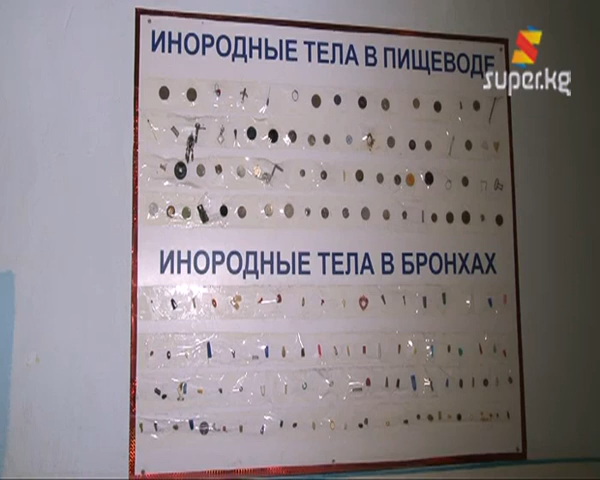 ИНОРОДНЫЕ ТЕЛА В ПИЩЕВОДЕ
super.kg
ИНОРОДНЫЕ ТЕЛА В БРОНХАХ